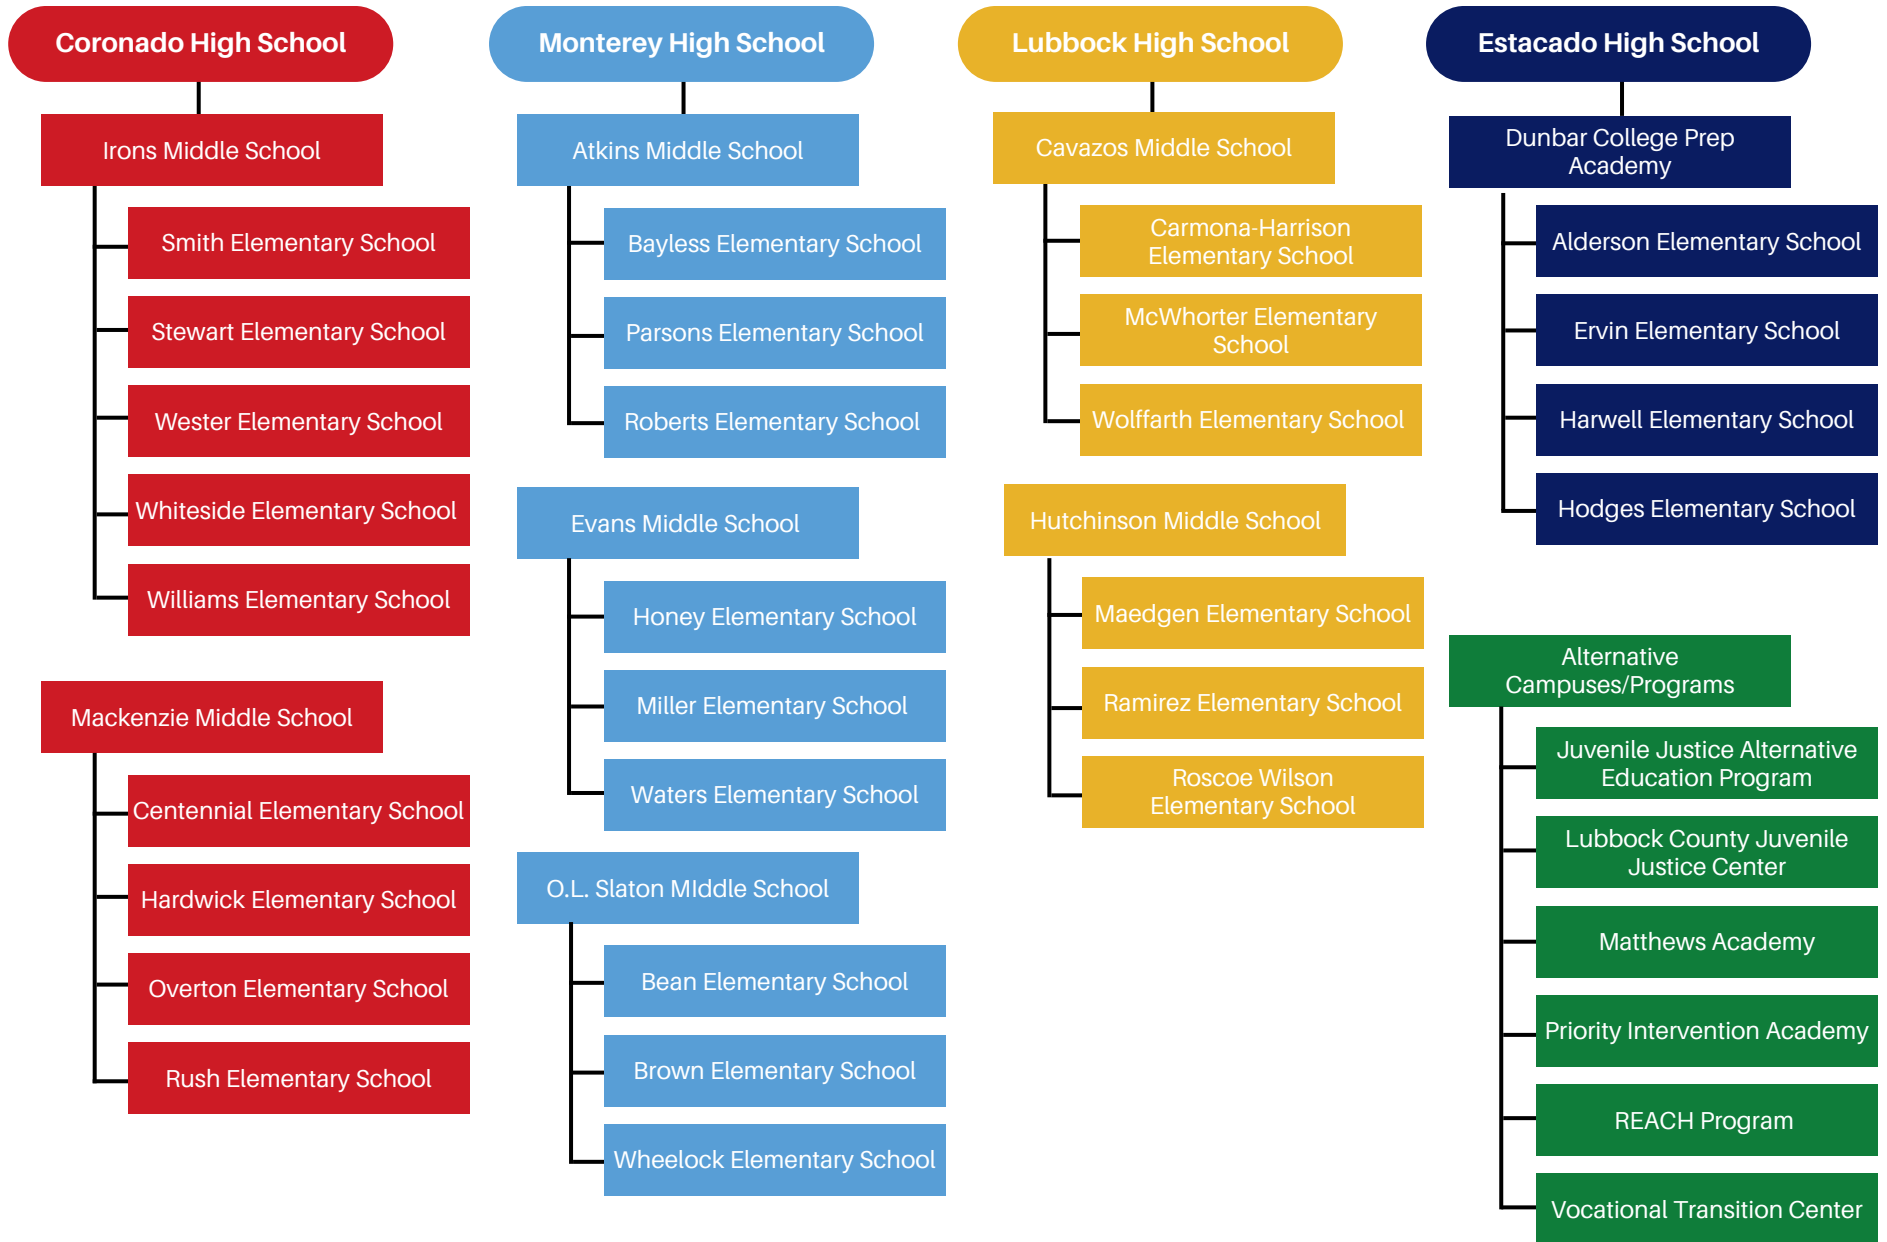 Coronado High School
Irons Middle School
Smith Elementary School
Stewart Elementary School
Wester Elementary School
Whiteside Elementary School
Williams Elementary School
Mackenzie Middle School
Centennial Elementary School
Hardwick Elementary School
Overton Elementary School
Rush Elementary School
Monterey High School
Atkins Middle School
Bayless Elementary School
Parsons Elementary School
Roberts Elementary School
Evans Middle School
Honey Elementary School
Miller Elementary School
Waters Elementary School
O.L. Slaton MIddle School
Bean Elementary School
Brown Elementary School
Wheelock Elementary School
Lubbock High School
Cavazos Middle School
Carmona-Harrison
Elementary School
McWhorter Elementary
School
Wolffarth Elementary School
Hutchinson Middle School
Maedgen Elementary School
Ramirez Elementary School
Roscoe Wilson
Elementary School
Estacado High School
Dunbar College Prep
Academy
Alderson Elementary School
Ervin Elementary School
Harwell Elementary School
Hodges Elementary School
Alternative
Campuses/Programs
Juvenile Justice Alternative
Education Program
Lubbock County Juvenile
Justice Center
Matthews Academy
Priority Intervention Academy
REACH Program
Vocational Transition Center